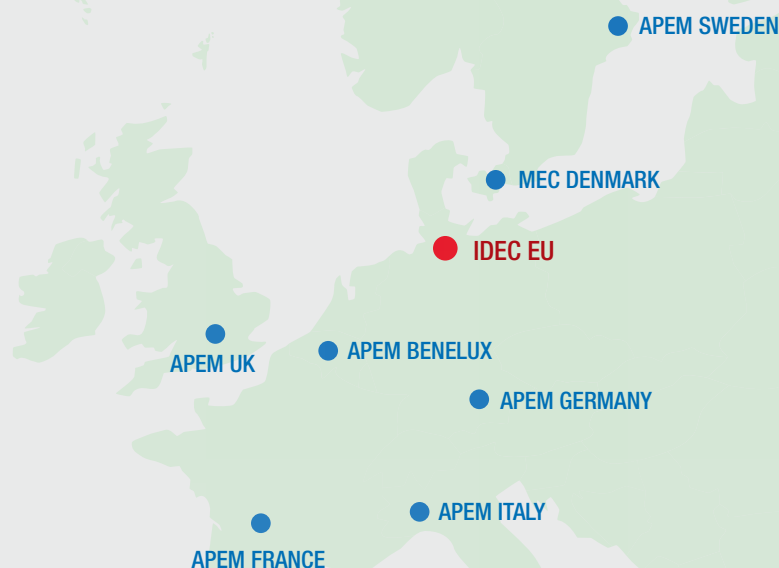 APEM SWEDEN
MEC DENMARK
IDEC EU
APEM UK
APEM BENELUX
APEM GERMANY
APEM ITALY
APEM FRANCE